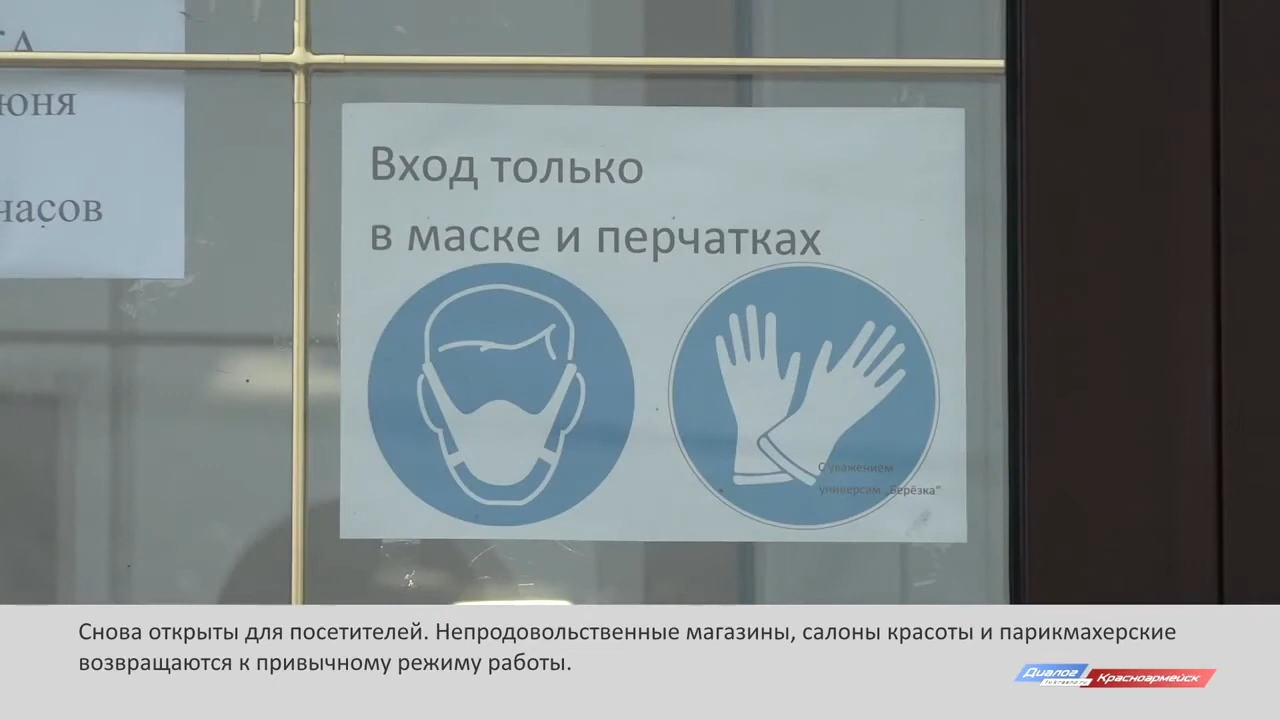 юня
часов
Вход только
в маске и перчатках
С уважением
универсам „Берёзка“
Снова открыты для посетителей. Непродовольственные магазины, салоны красоты и парикмахерские
возвращаются к привычному режиму работы.
Диалог Красноармейск